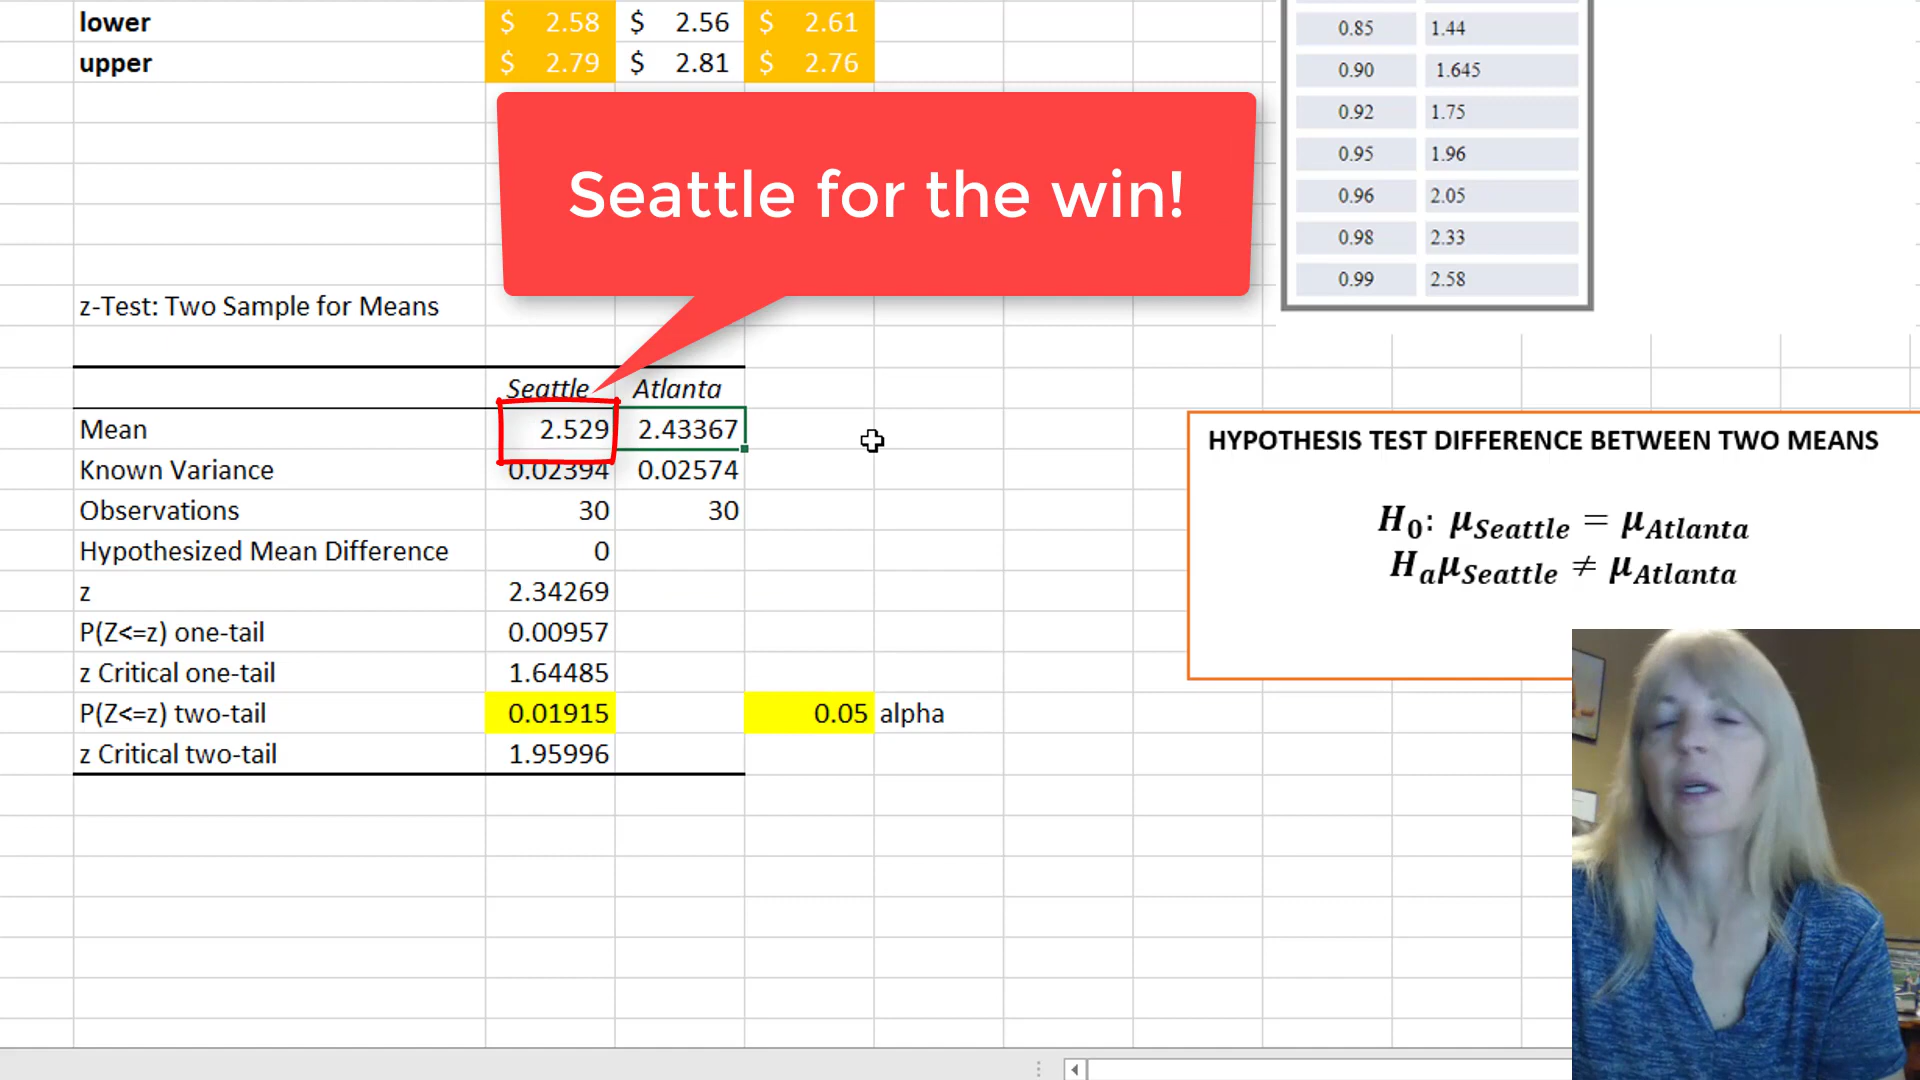 lower $ 2.58 $ 2.56 $ 2.61
upper $ 2.79 $ 2.81 $ 2.76
0.85 1.44
0.90 1.645
0.92 1.75
0.95 1.96
0.96 2.05
0.98 2.33
0.99 2.58
Seattle for the win!
z-Test: Two Sample for Means
Seattle Atlanta
Mean 2.529 2.43367
Known Variance 0.02394 0.02574
Observations 30 30
Hypothesized Mean Difference 0
z 2.34269
P(Z<=z) one-tail 0.00957
z Critical one-tail 1.64485
P(Z<=z) two-tail 0.01915 0.05 alpha
z Critical two-tail 1.95996
HYPOTHESIS TEST DIFFERENCE BETWEEN TWO MEANS
H₀: μSeattle = μAtlanta
HₐμSeattle ≠ μAtlanta